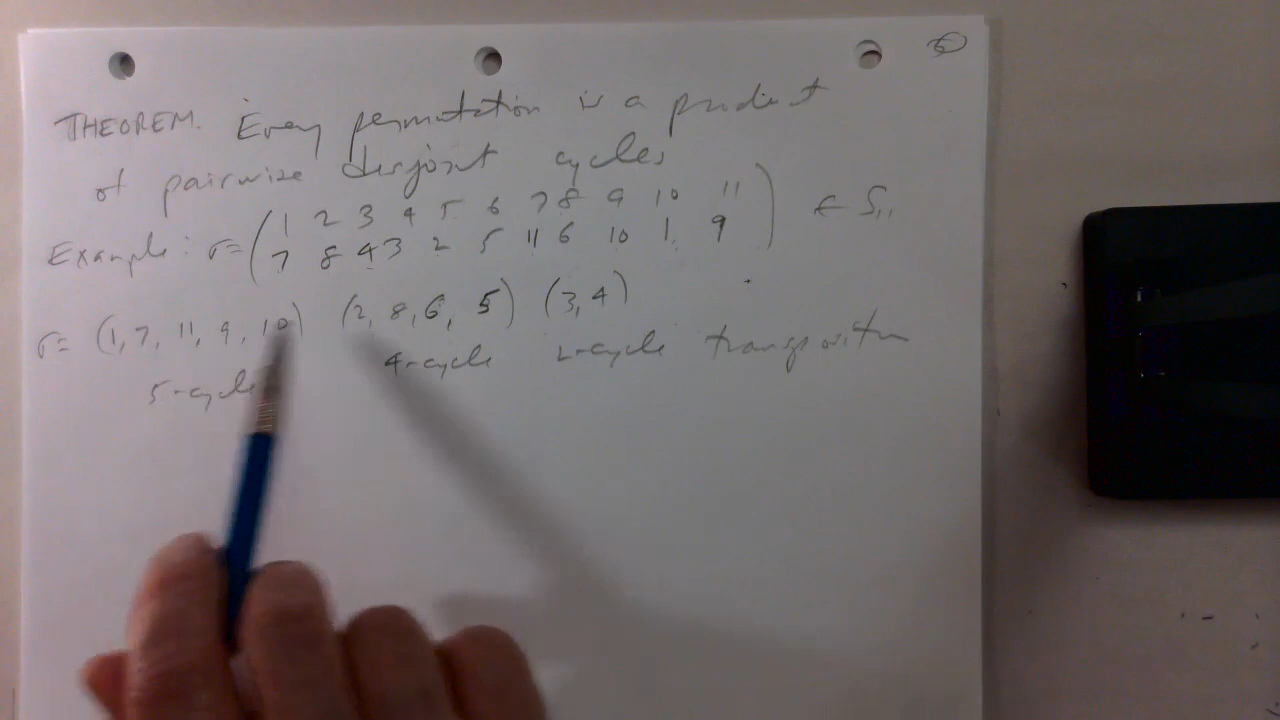 6
THEOREM. Every permutation is a product
of pairwise disjoint cycles
Example: σ = ( 1 2 3 4 5 6 7 8 9 10 11 ) ∈ S₁₁
7 8 4 3 2 5 11 6 10 1 9
σ = (1, 7, 11, 9, 10) (2, 8, 6, 5) (3, 4)
5-cycle 4-cycle 2-cycle transposition